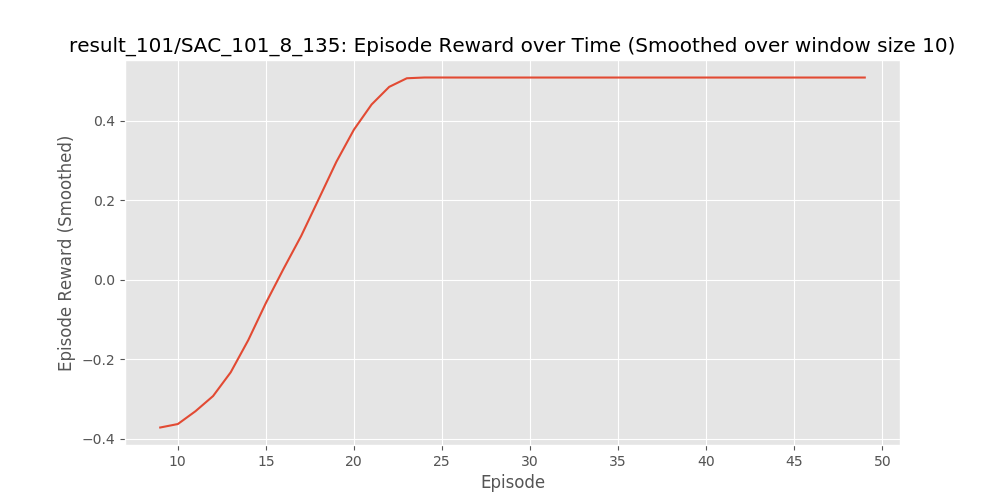 result_101/SAC_101_8_135: Episode Reward over Time (Smoothed over window size 10)
Episode Reward (Smoothed)
0.4
0.2
0.0
−0.2
−0.4
10 15 20 25 30 35 40 45 50
Episode